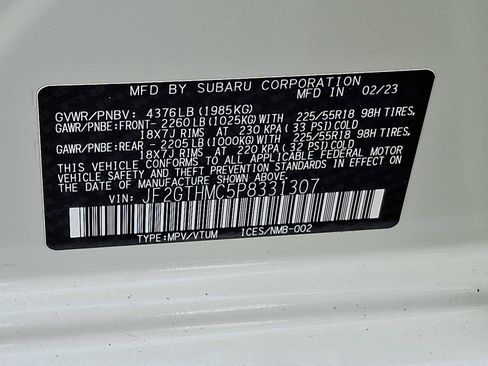 MFD BY SUBARU CORPORATION MFD IN 02/23
GVWR/PNBV: 4376LB(1985KG)
GAWR/PNBE:FRONT-2260LB(1025KG)WITH 225/55R18 98H TIRES,
18X7J RIMS AT 230 KPA(33 PSI)COLD
GAWR/PNBE:REAR -2205LB(1000KG)WITH 225/55R18 98H TIRES,
18X7J RIMS AT 220 KPA(32 PSI)COLD
THIS VEHICLE CONFORMS TO ALL APPLICABLE FEDERAL MOTOR
VEHICLE SAFETY STANDARDS IN EFFECT ON THE
DATE OF MANUFACTURE SHOWN ABOVE.
VIN: JF2GTHMC5P8331307
TYPE:MPV/VTUM ICES/NMB-002